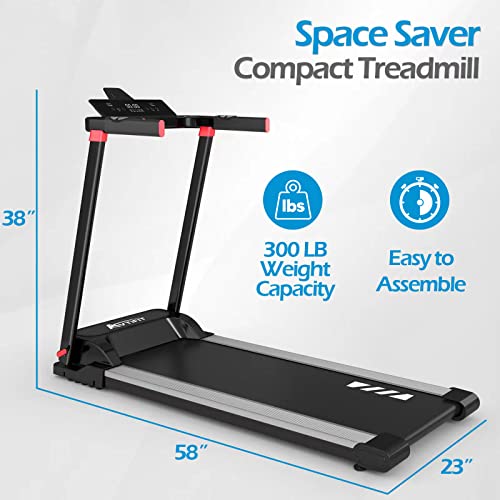 Space Saver
Compact Treadmill
38"
lbs
300 LB
Weight
Capacity
Easy to
Assemble
58"
23"